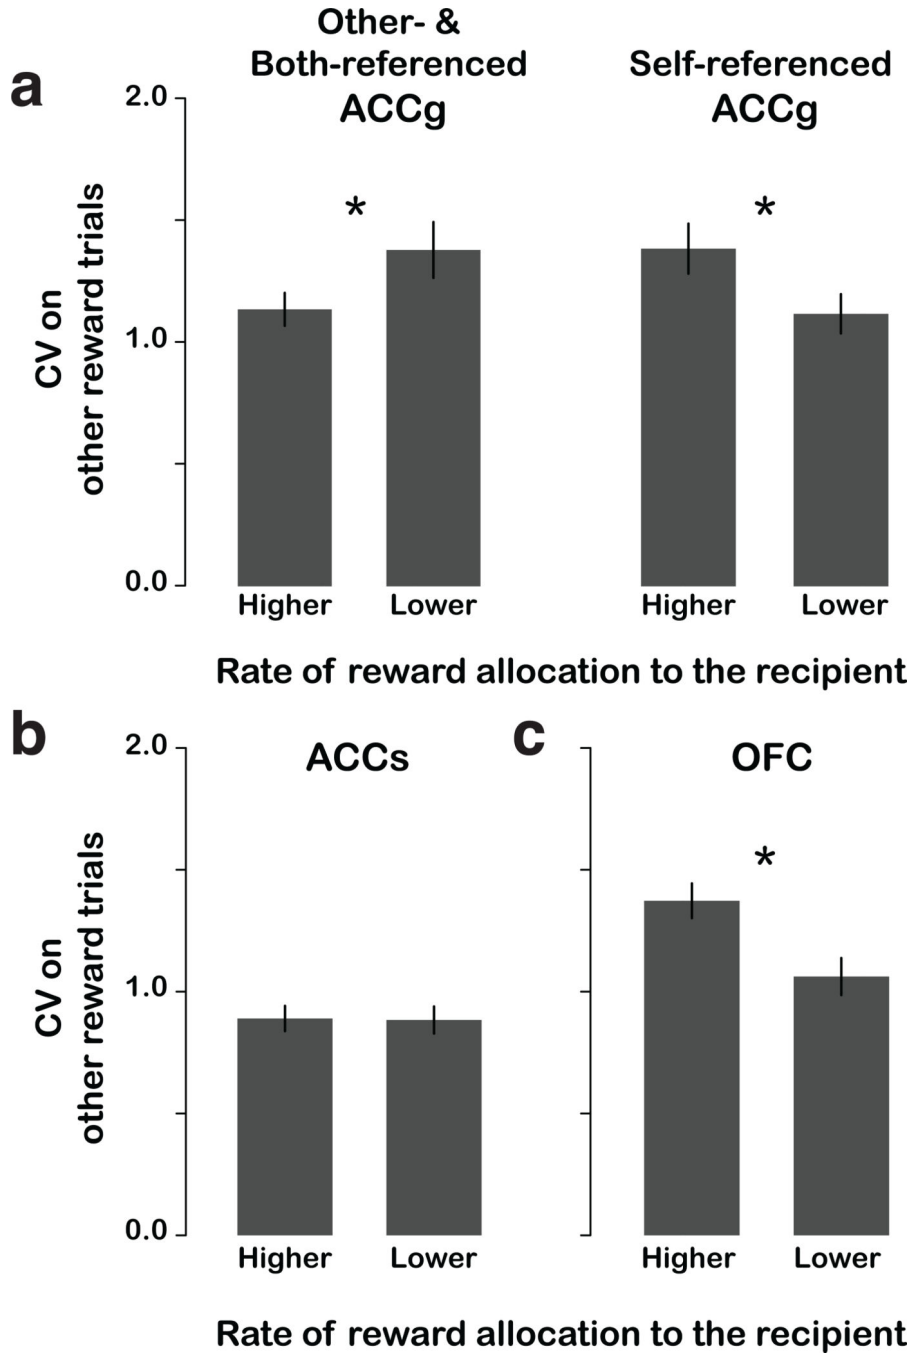 a
Other- &
Both-referenced
ACCg
Self-referenced
ACCg
2.0
1.0
0.0
CV on
other reward trials
*
*
Higher
Lower
Higher
Lower
Rate of reward allocation to the recipient
b
ACCs
2.0
1.0
0.0
CV on
other reward trials
Higher
Lower
c
OFC
*
Higher
Lower
Rate of reward allocation to the recipient